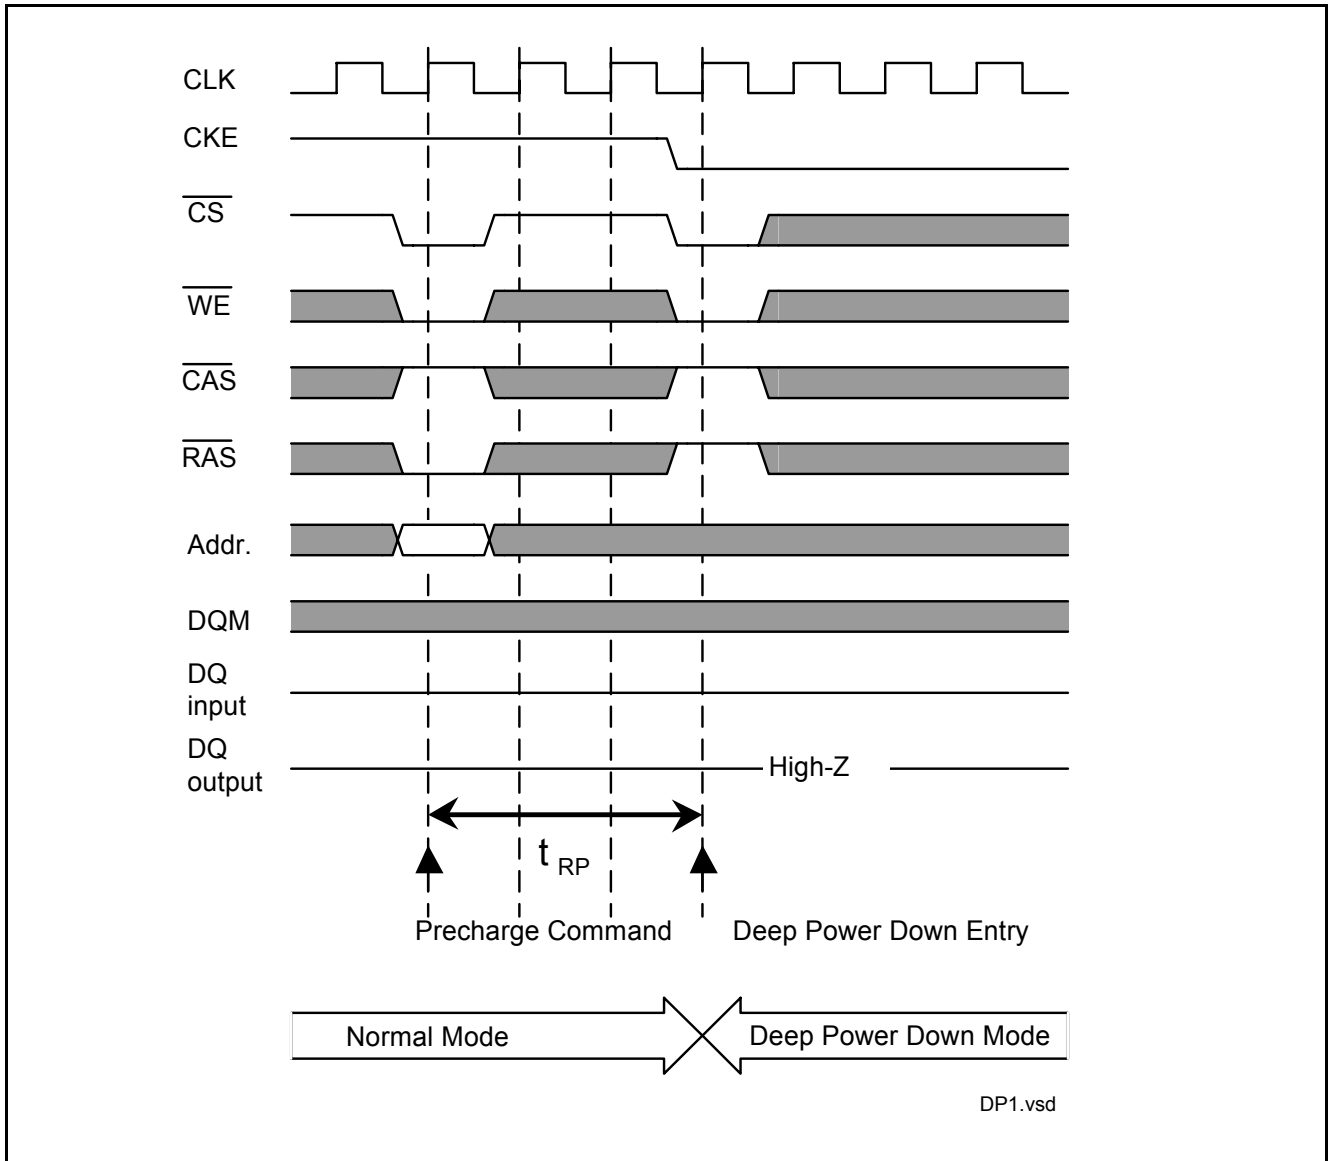 CLK
CKE
CS
WE
CAS
RAS
Addr.
DQM
DQ
input
DQ
output
High-Z
t RP
Precharge Command
Deep Power Down Entry
Normal Mode
Deep Power Down Mode
DP1.vsd